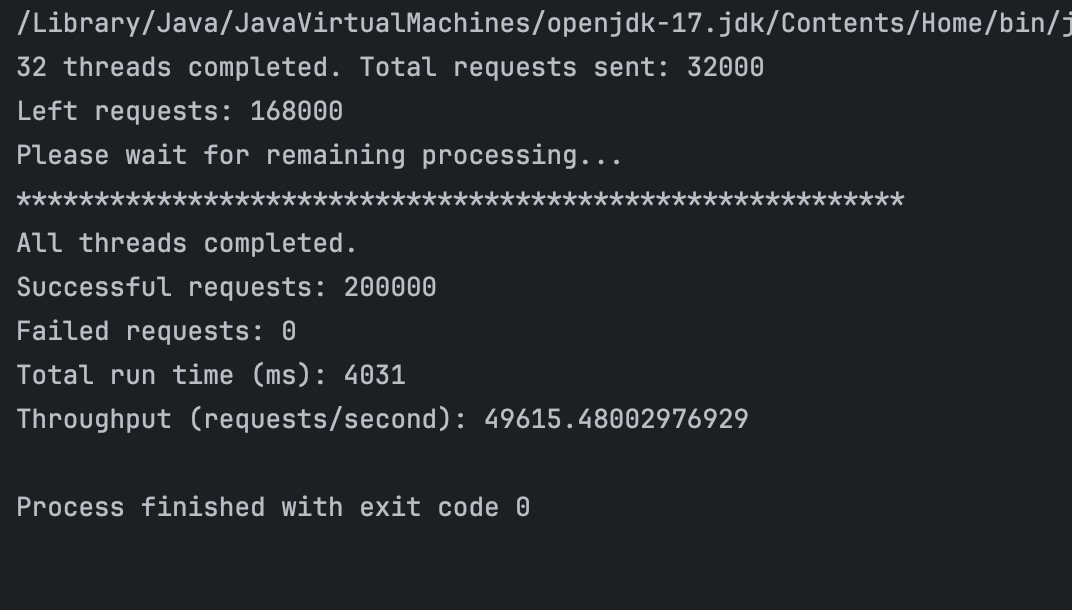 /Library/Java/JavaVirtualMachines/openjdk-17.jdk/Contents/Home/bin/j
32 threads completed. Total requests sent: 32000
Left requests: 168000
Please wait for remaining processing...
*********************************************************
All threads completed.
Successful requests: 200000
Failed requests: 0
Total run time (ms): 4031
Throughput (requests/second): 49615.48002976929
Process finished with exit code 0